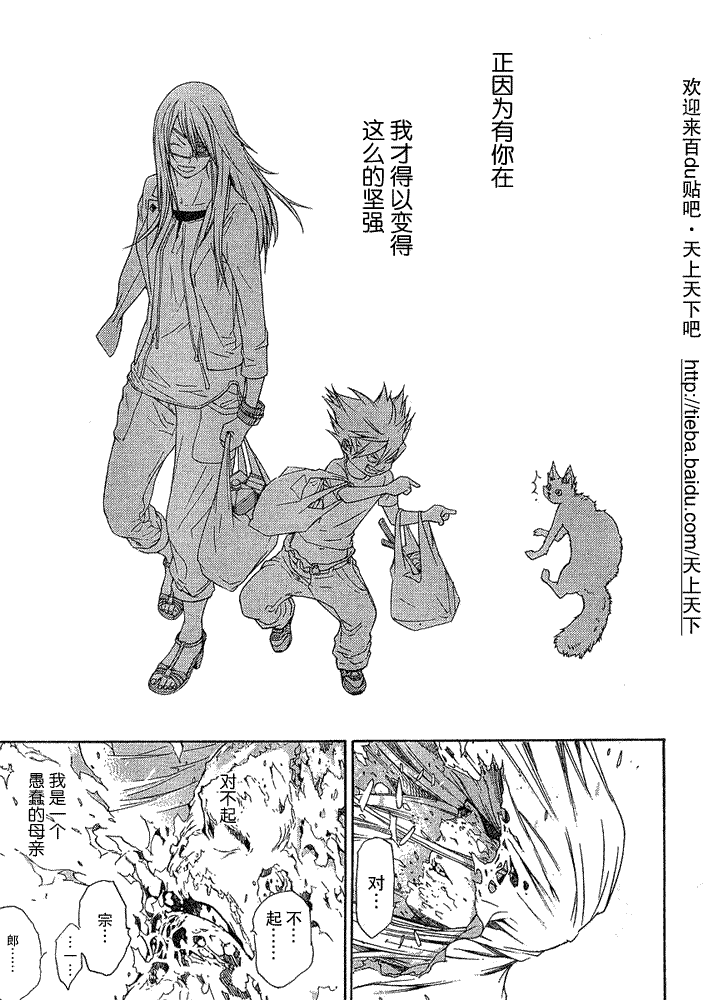 正因为有你在
我才得以变得
这么的坚强
欢迎来百du贴吧·天上天下吧 http://tieba.baidu.com/天上天下
对…
不
起……
对不起
宗…
…一…
郎……
我是一个
愚蠢的母亲